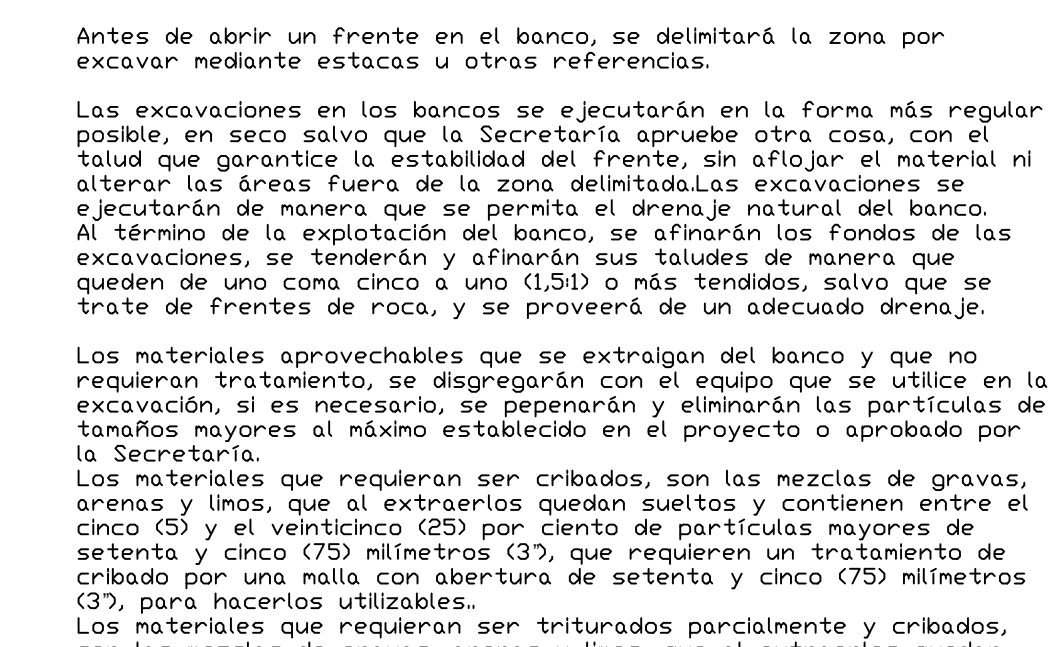 Antes de abrir un frente en el banco, se delimitará la zona por
excavar mediante estacas u otras referencias.
Las excavaciones en los bancos se ejecutarán en la forma más regular
posible, en seco salvo que la Secretaría apruebe otra cosa, con el
talud que garantice la estabilidad del frente, sin aflojar el material ni
alterar las áreas fuera de la zona delimitada.Las excavaciones se
ejecutarán de manera que se permita el drenaje natural del banco.
Al término de la explotación del banco, se afinarán los fondos de las
excavaciones, se tenderán y afinarán sus taludes de manera que
queden de uno coma cinco a uno (1,5:1) o más tendidos, salvo que se
trate de frentes de roca, y se proveerá de un adecuado drenaje.
Los materiales aprovechables que se extraigan del banco y que no
requieran tratamiento, se disgregarán con el equipo que se utilice en la
excavación, si es necesario, se pepenarán y eliminarán las partículas de
tamaños mayores al máximo establecido en el proyecto o aprobado por
la Secretaría.
Los materiales que requieran ser cribados, son las mezclas de gravas,
arenas y limos, que al extraerlos quedan sueltos y contienen entre el
cinco (5) y el veinticinco (25) por ciento de partículas mayores de
setenta y cinco (75) milímetros (3”), que requieren un tratamiento de
cribado por una malla con abertura de setenta y cinco (75) milímetros
(3”), para hacerlos utilizables..
Los materiales que requieran ser triturados parcialmente y cribados,